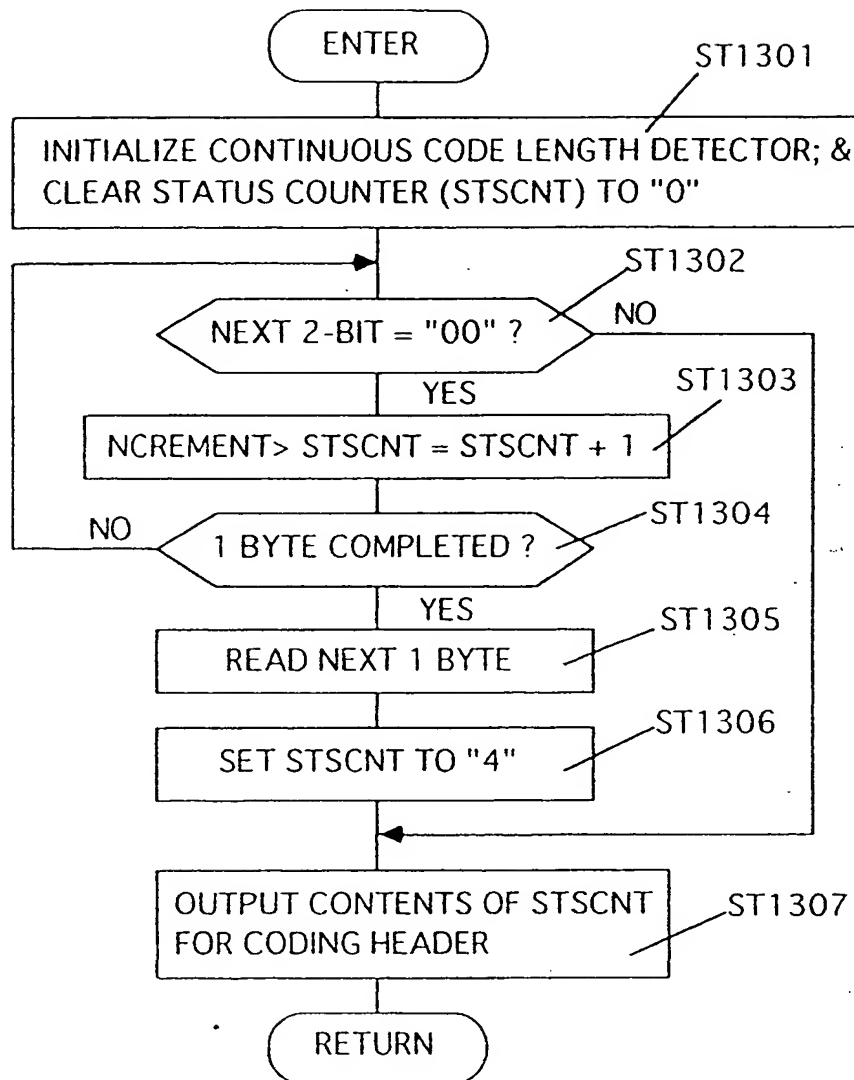 ENTER
ST1301
INITIALIZE CONTINUOUS CODE LENGTH DETECTOR; &
CLEAR STATUS COUNTER (STSCNT) TO "0"
ST1302
NEXT 2-BIT = "00" ?
NO
YES
ST1303
NCREMENT> STSCNT = STSCNT + 1
ST1304
NO
1 BYTE COMPLETED ?
YES
ST1305
READ NEXT 1 BYTE
ST1306
SET STSCNT TO "4"
OUTPUT CONTENTS OF STSCNT
FOR CODING HEADER
ST1307
RETURN